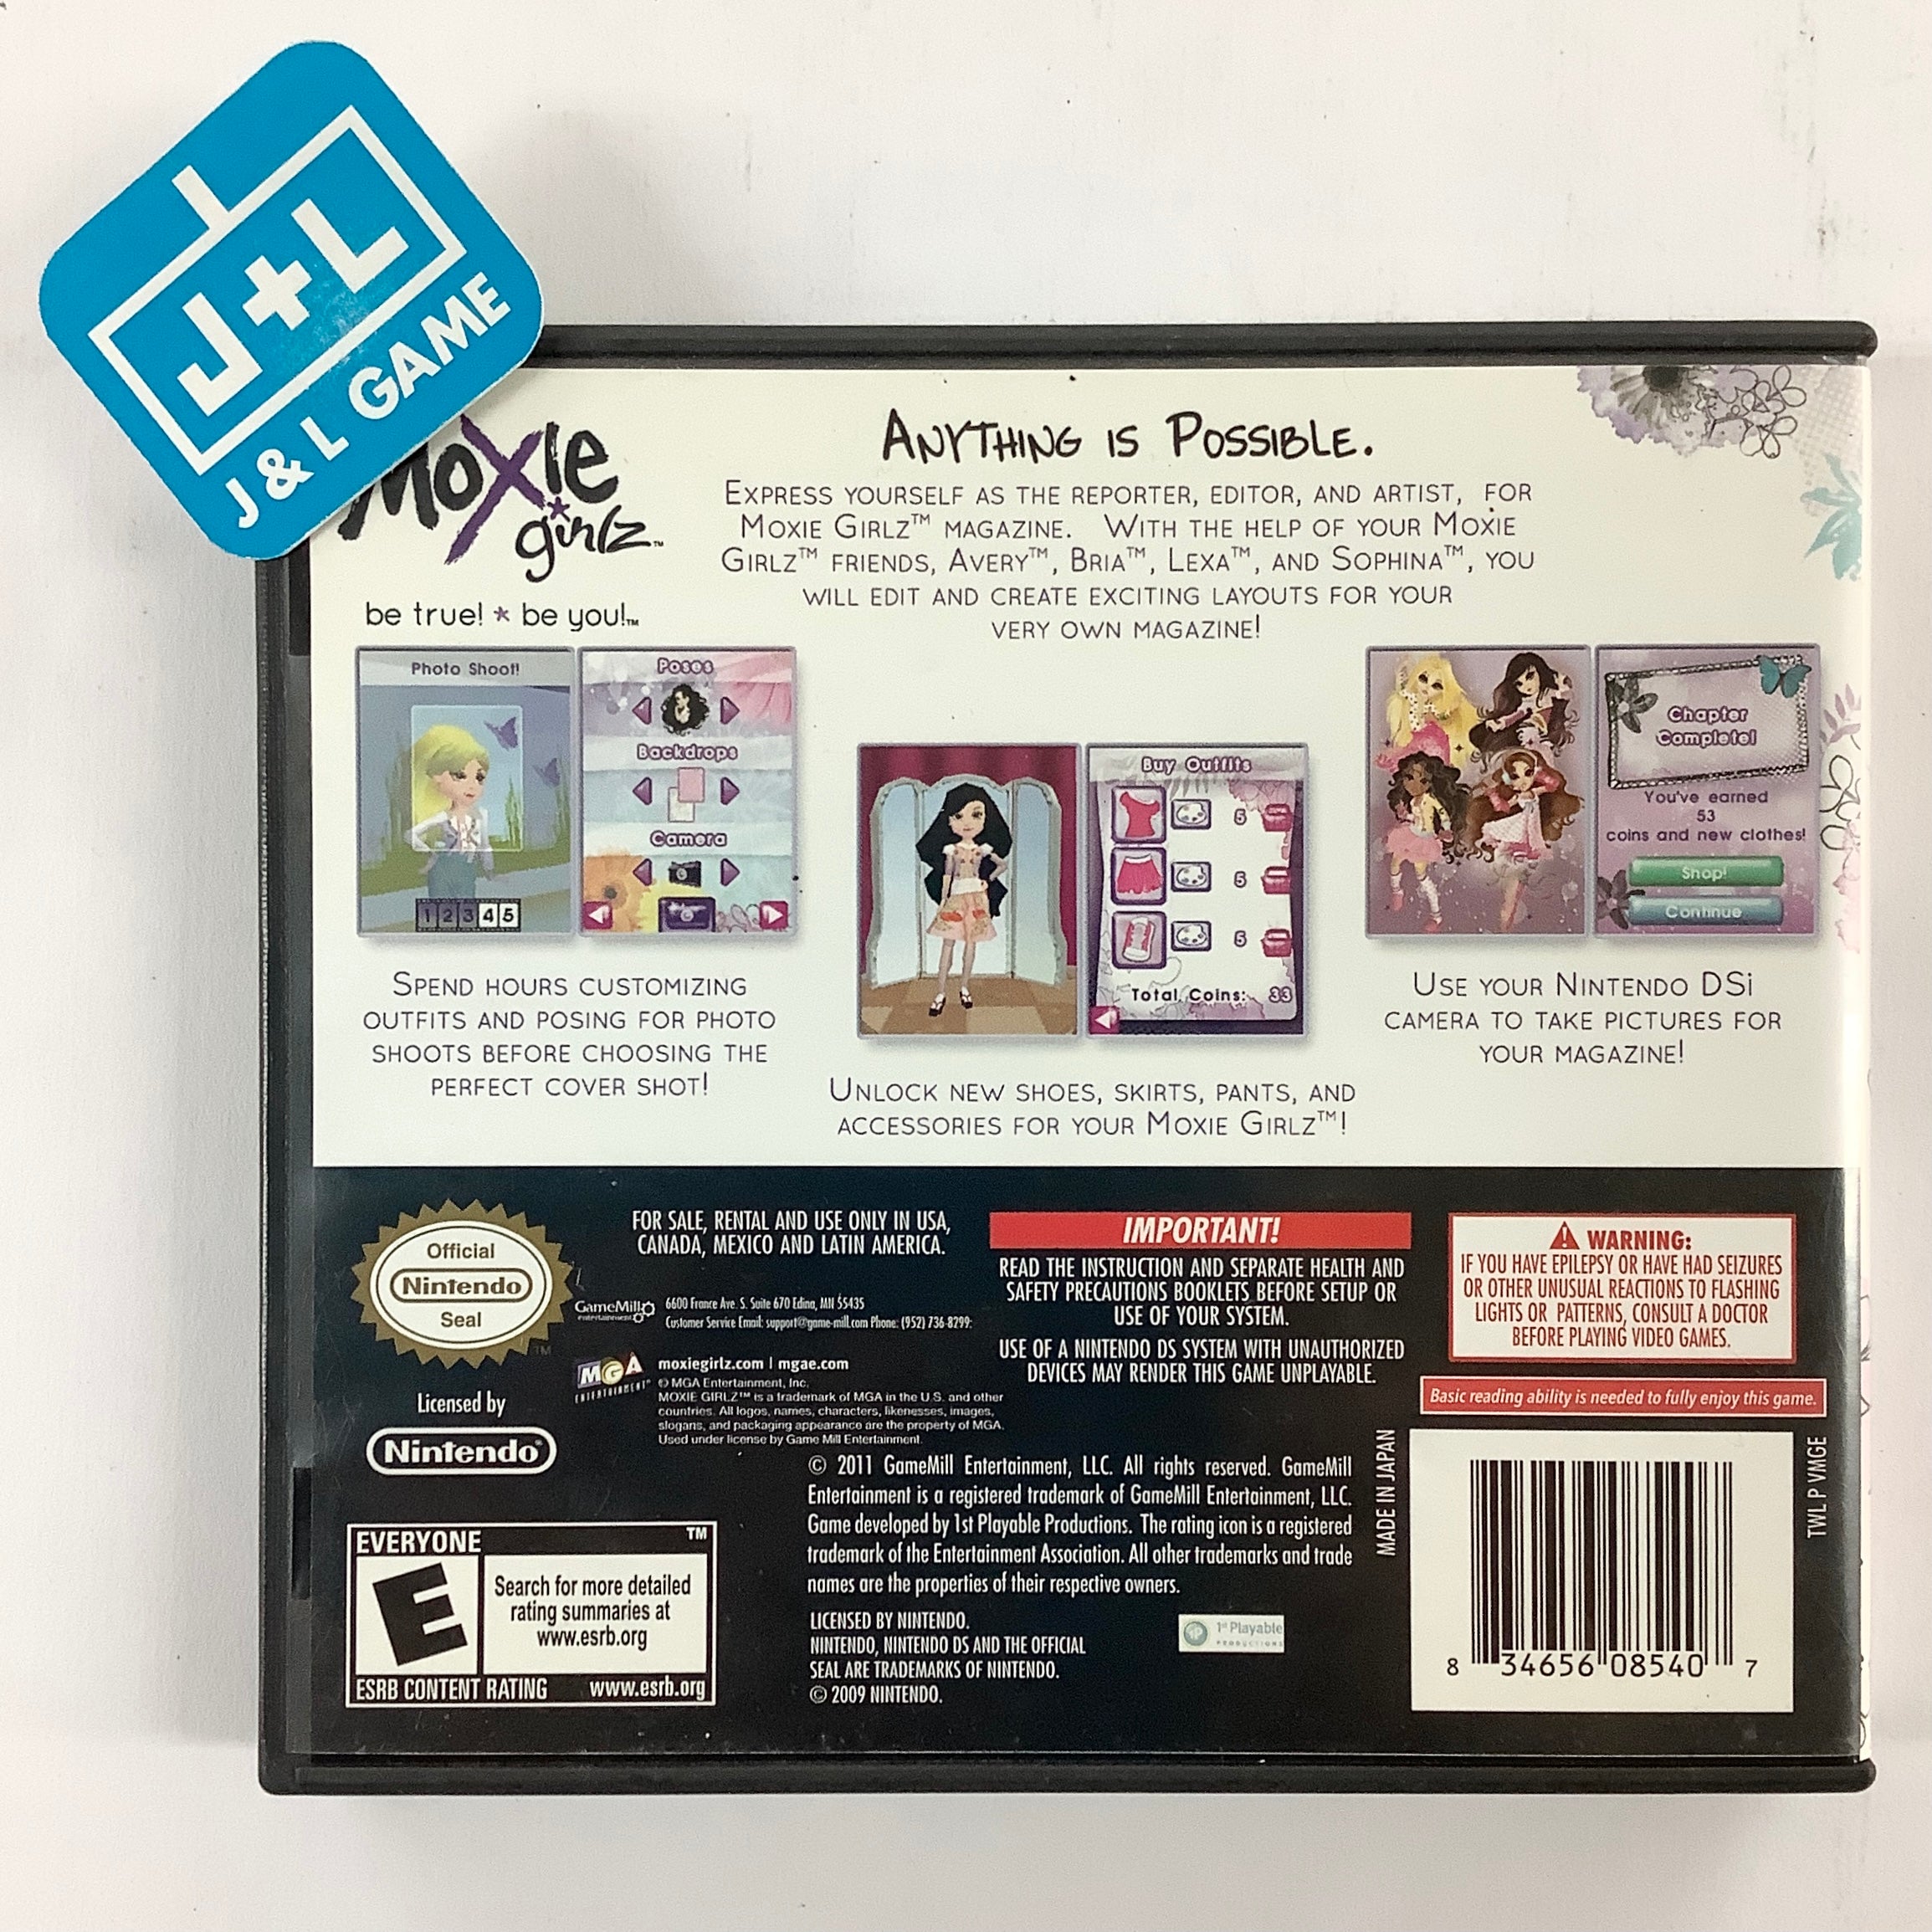 J+L
J & L GAME
Moxie
girlz™
be true! * be you!™
ANYTHING IS POSSIBLE.
EXPRESS YOURSELF AS THE REPORTER, EDITOR, AND ARTIST, FOR
MOXIE GIRLZ™ MAGAZINE. WITH THE HELP OF YOUR MOXIE
GIRLZ™ FRIENDS, AVERY™, BRIA™, LEXA™, AND SOPHINA™, YOU
WILL EDIT AND CREATE EXCITING LAYOUTS FOR YOUR
VERY OWN MAGAZINE!
Photo Shoot!
1 2 3 4 5
Poses
Backdrops
Camera
SPEND HOURS CUSTOMIZING
OUTFITS AND POSING FOR PHOTO
SHOOTS BEFORE CHOOSING THE
PERFECT COVER SHOT!
Buy Outfits
5
5
5
Total Coins: 33
UNLOCK NEW SHOES, SKIRTS, PANTS, AND
ACCESSORIES FOR YOUR MOXIE GIRLZ™!
Chapter
Complete!
You've earned
53
coins and new clothes!
Shop!
Continue
USE YOUR NINTENDO DSi
CAMERA TO TAKE PICTURES FOR
YOUR MAGAZINE!
Official
Nintendo
Seal
TM
Licensed by
Nintendo®
FOR SALE, RENTAL AND USE ONLY IN USA,
CANADA, MEXICO AND LATIN AMERICA.
GameMill
entertainment
6600 France Ave. S. Suite 670 Edina, MN 55435
Customer Service Email: support@game-mill.com Phone: (952) 736-8299:
MGA
ENTERTAINMENT
moxiegirlz.com | mgae.com
© MGA Entertainment, Inc.
MOXIE GIRLZ™ is a trademark of MGA in the U.S. and other
countries. All logos, names, characters, likenesses, images,
slogans, and packaging appearance are the property of MGA.
Used under license by Game Mill Entertainment.
IMPORTANT!
READ THE INSTRUCTION AND SEPARATE HEALTH AND
SAFETY PRECAUTIONS BOOKLETS BEFORE SETUP OR
USE OF YOUR SYSTEM.
USE OF A NINTENDO DS SYSTEM WITH UNAUTHORIZED
DEVICES MAY RENDER THIS GAME UNPLAYABLE.
WARNING:
IF YOU HAVE EPILEPSY OR HAVE HAD SEIZURES
OR OTHER UNUSUAL REACTIONS TO FLASHING
LIGHTS OR PATTERNS, CONSULT A DOCTOR
BEFORE PLAYING VIDEO GAMES.
Basic reading ability is needed to fully enjoy this game.
© 2011 GameMill Entertainment, LLC. All rights reserved. GameMill
Entertainment is a registered trademark of GameMill Entertainment, LLC.
Game developed by 1st Playable Productions. The rating icon is a registered
trademark of the Entertainment Association. All other trademarks and trade
names are the properties of their respective owners.
LICENSED BY NINTENDO.
NINTENDO, NINTENDO DS AND THE OFFICIAL
SEAL ARE TRADEMARKS OF NINTENDO.
© 2009 NINTENDO.
1st Playable
PRODUCTIONS
MADE IN JAPAN
TWL P VMGE
8 34656 08540 7
EVERYONE ™
E
Search for more detailed
rating summaries at
www.esrb.org
ESRB CONTENT RATING www.esrb.org